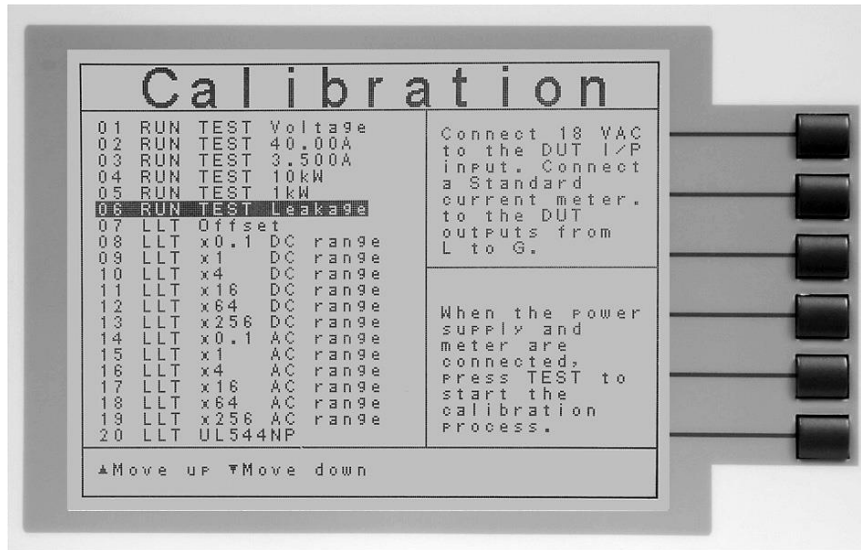 Calibration
01 RUN TEST Voltage
02 RUN TEST 40.00A
03 RUN TEST 3.500A
04 RUN TEST 10kW
05 RUN TEST 1kW
06 RUN TEST Leakage
07 LLT Offset
08 LLT x0.1 DC range
09 LLT x1 DC range
10 LLT x4 DC range
11 LLT x16 DC range
12 LLT x64 DC range
13 LLT x256 DC range
14 LLT x0.1 AC range
15 LLT x1 AC range
16 LLT x4 AC range
17 LLT x16 AC range
18 LLT x64 AC range
19 LLT x256 AC range
20 LLT UL544NP
Connect 18 VAC
to the DUT I/P
input. Connect
a Standard
current meter.
to the DUT
outputs from
L to G.
When the power
supply and
meter are
connected,
press TEST to
start the
calibration
process.
▲Move up ▼Move down